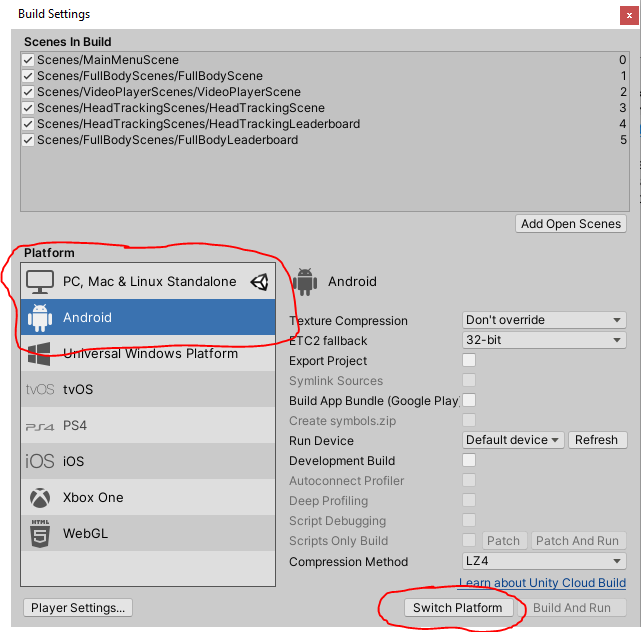 Build Settings
x
Scenes In Build
Scenes/MainMenuScene 0
Scenes/FullBodyScenes/FullBodyScene 1
Scenes/VideoPlayerScenes/VideoPlayerScene 2
Scenes/HeadTrackingScenes/HeadTrackingScene 3
Scenes/HeadTrackingScenes/HeadTrackingLeaderboard 4
Scenes/FullBodyScenes/FullBodyLeaderboard 5
Add Open Scenes
Platform
PC, Mac & Linux Standalone
Android
Universal Windows Platform
tvOS tvOS
PS4 PS4
iOS iOS
Xbox One
HTML 5 WebGL
Android
Texture Compression Don't override
ETC2 fallback 32-bit
Export Project
Symlink Sources
Build App Bundle (Google Play)
Create symbols.zip
Run Device Default device Refresh
Development Build
Autoconnect Profiler
Deep Profiling
Script Debugging
Scripts Only Build Patch Patch And Run
Compression Method LZ4
Learn about Unity Cloud Build
Player Settings... Switch Platform Build And Run